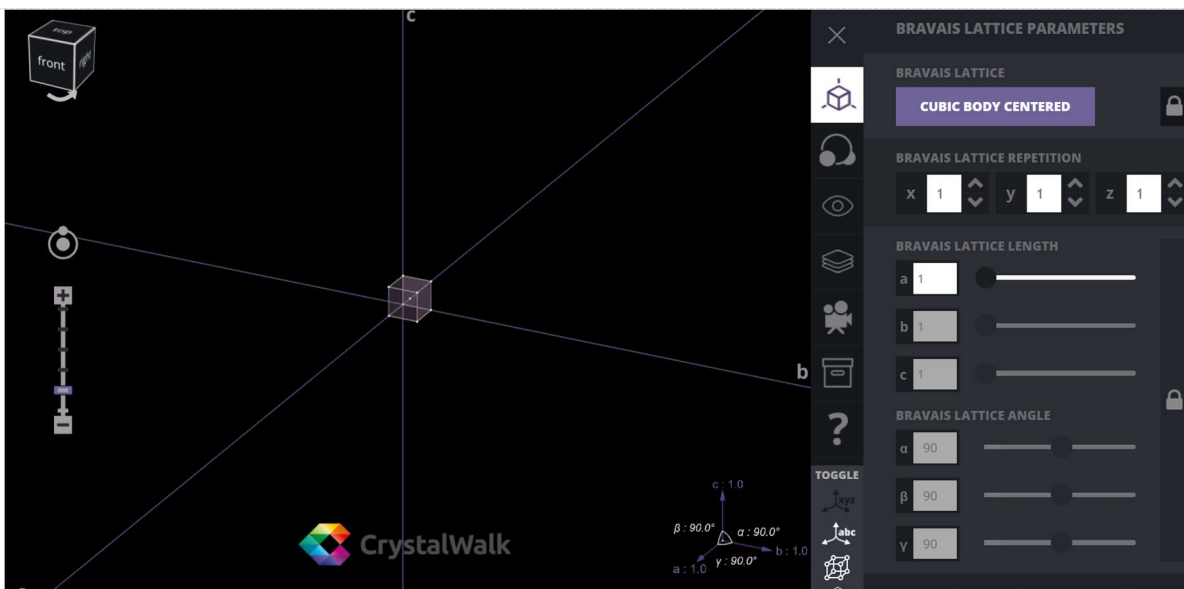 c
BRAVAIS LATTICE PARAMETERS
top
front
right
BRAVAIS LATTICE
CUBIC BODY CENTERED
BRAVAIS LATTICE REPETITION
x 1 y 1 z 1
BRAVAIS LATTICE LENGTH
a 1
b 1
b
c 1
BRAVAIS LATTICE ANGLE
α 90
β 90
γ 90
?
TOGGLE
xyz
abc
c : 1.0
β : 90.0°
α : 90.0°
b : 1.0
a : 1.0
γ : 90.0°
CrystalWalk